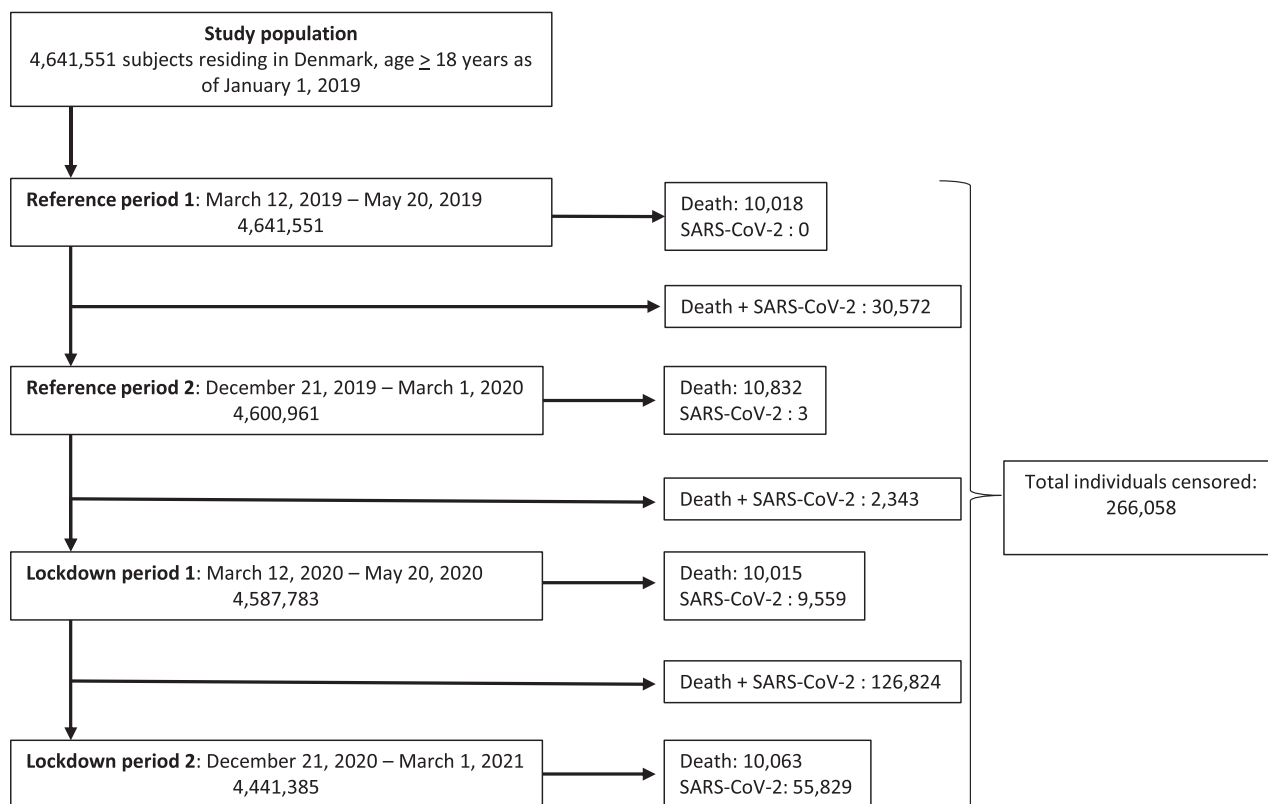 Study population
4,641,551 subjects residing in Denmark, age ≥ 18 years as
of January 1, 2019
Reference period 1: March 12, 2019 – May 20, 2019
4,641,551
Death: 10,018
SARS-CoV-2 : 0
Death + SARS-CoV-2 : 30,572
Reference period 2: December 21, 2019 – March 1, 2020
4,600,961
Death: 10,832
SARS-CoV-2 : 3
Death + SARS-CoV-2 : 2,343
Lockdown period 1: March 12, 2020 – May 20, 2020
4,587,783
Death: 10,015
SARS-CoV-2 : 9,559
Death + SARS-CoV-2 : 126,824
Lockdown period 2: December 21, 2020 – March 1, 2021
4,441,385
Death: 10,063
SARS-CoV-2: 55,829
Total individuals censored:
266,058